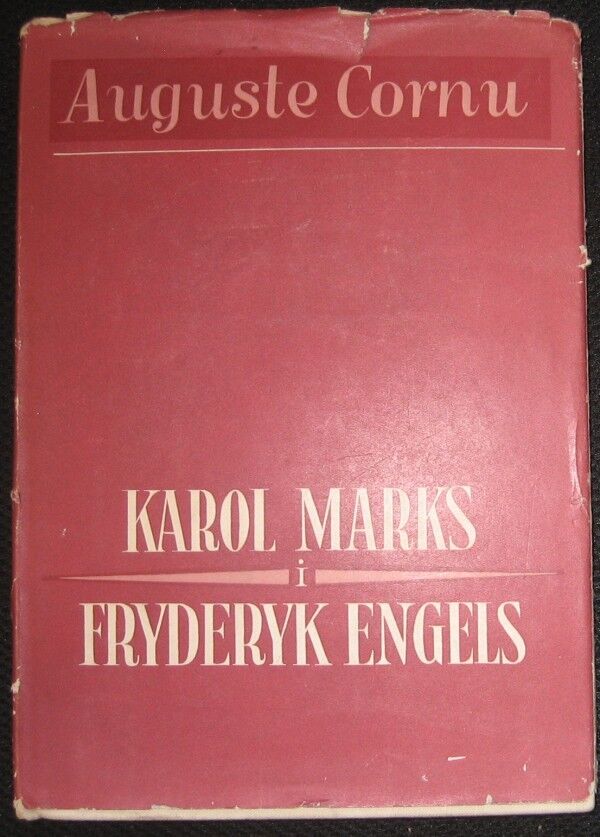 Auguste Cornu
KAROL MARKS
i
FRYDERYK ENGELS